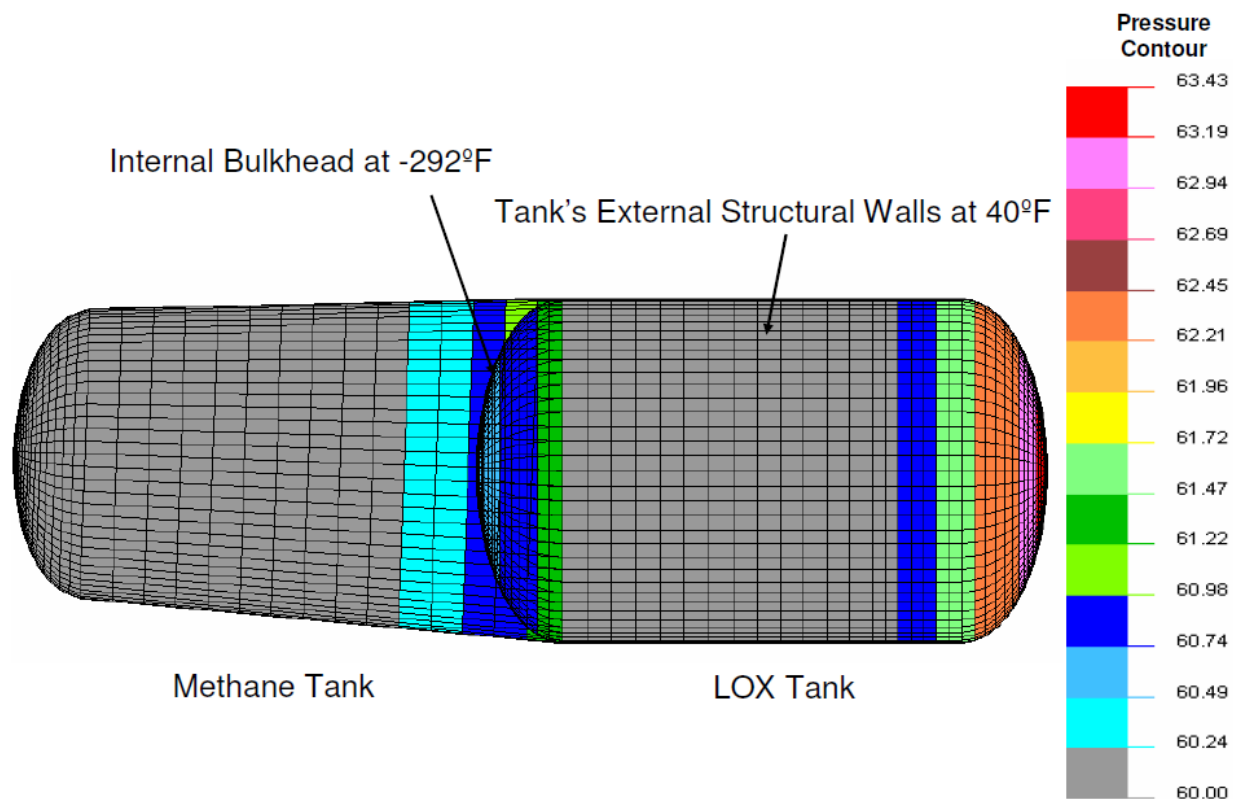 Pressure
Contour
63.43
63.19
62.94
62.69
62.45
62.21
61.96
61.72
61.47
61.22
60.98
60.74
60.49
60.24
60.00
Internal Bulkhead at -292ºF
Tank's External Structural Walls at 40ºF
Methane Tank
LOX Tank